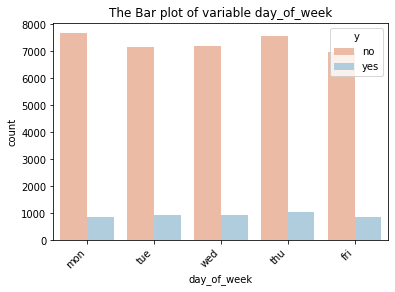 The Bar plot of variable day_of_week
8000
7000
6000
5000
4000
3000
2000
1000
0
count
y
no
yes
mon
tue
wed
thu
fri
day_of_week